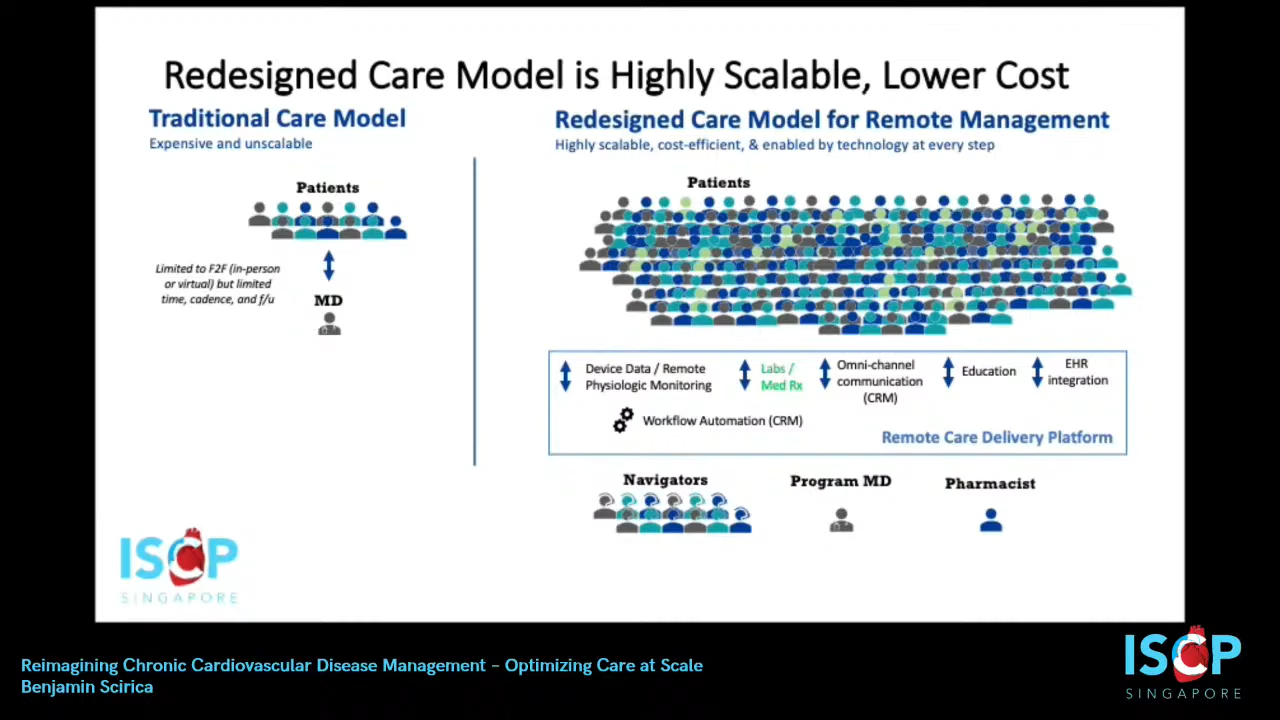 Redesigned Care Model is Highly Scalable, Lower Cost
Traditional Care Model
Expensive and unscalable
Patients
Limited to F2F (in-person
or virtual) but limited
time, cadence, and f/u
MD
Redesigned Care Model for Remote Management
Highly scalable, cost-efficient, & enabled by technology at every step
Patients
Device Data / Remote
Physiologic Monitoring
Labs /
Med Rx
Omni-channel
communication
(CRM)
Education
EHR
integration
Workflow Automation (CRM)
Remote Care Delivery Platform
Navigators
Program MD
Pharmacist
ISCP
SINGAPORE
Reimagining Chronic Cardiovascular Disease Management – Optimizing Care at Scale
Benjamin Scirica
ISCP
SINGAPORE